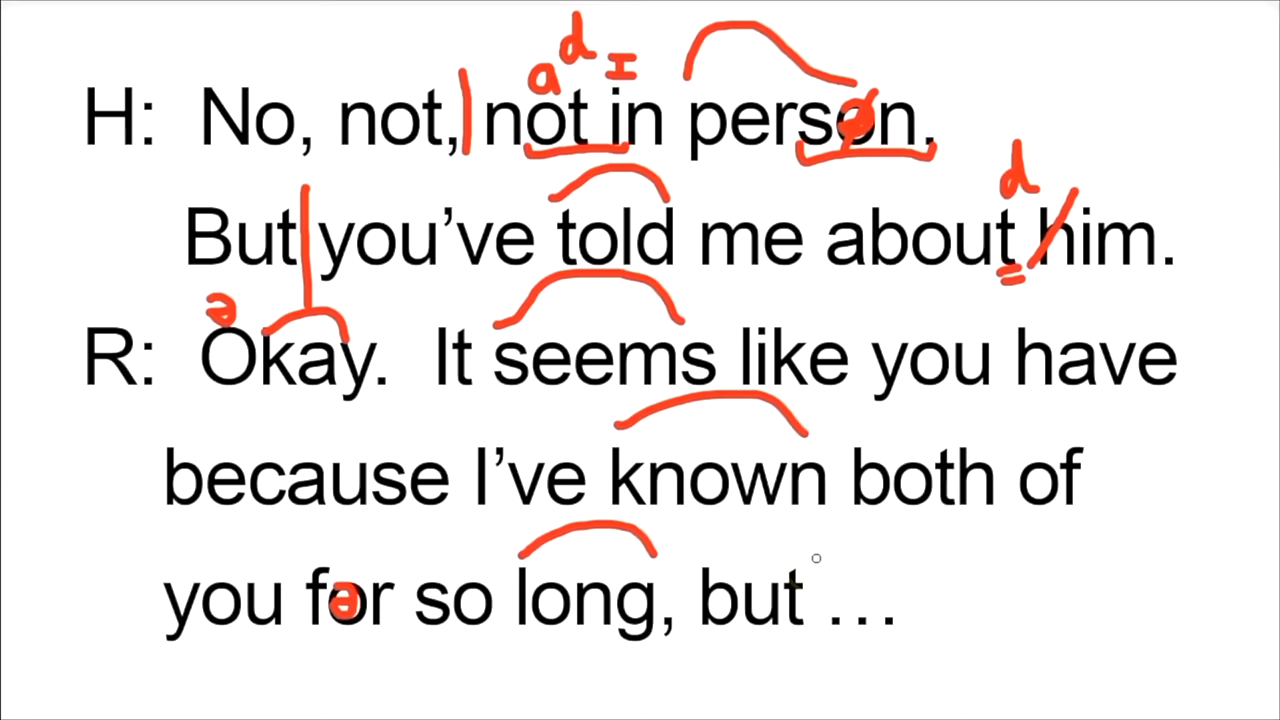 a d I
H: No, not, not in person.
d
But you’ve told me about him.
ə
R: Okay. It seems like you have
because I’ve known both of
you fər so long, but …